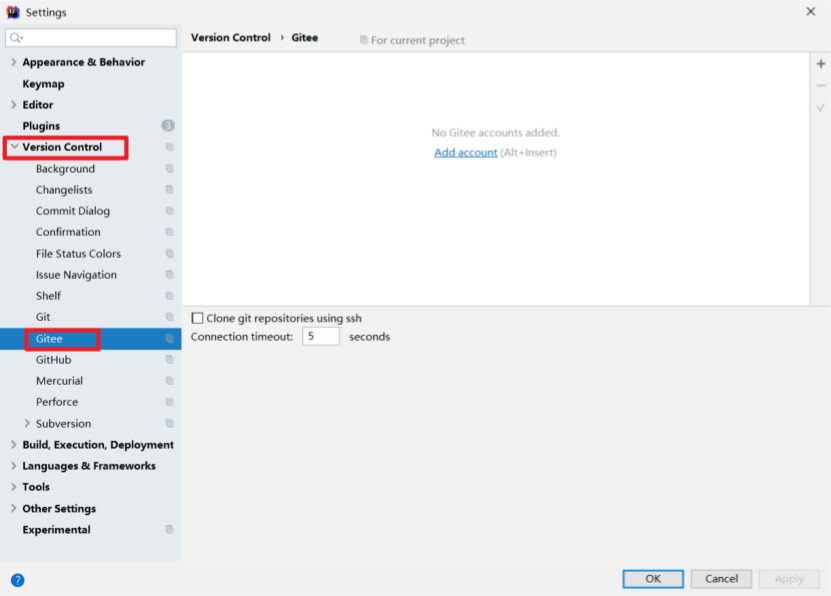 Settings
Version Control › Gitee
For current project
Appearance & Behavior
Keymap
Editor
Plugins 3
Version Control
Background
Changelists
Commit Dialog
Confirmation
File Status Colors
Issue Navigation
Shelf
Git
Gitee
GitHub
Mercurial
Perforce
Subversion
Build, Execution, Deployment
Languages & Frameworks
Tools
Other Settings
Experimental
No Gitee accounts added.
Add account (Alt+Insert)
Clone git repositories using ssh
Connection timeout: 5 seconds
?
OK Cancel Apply